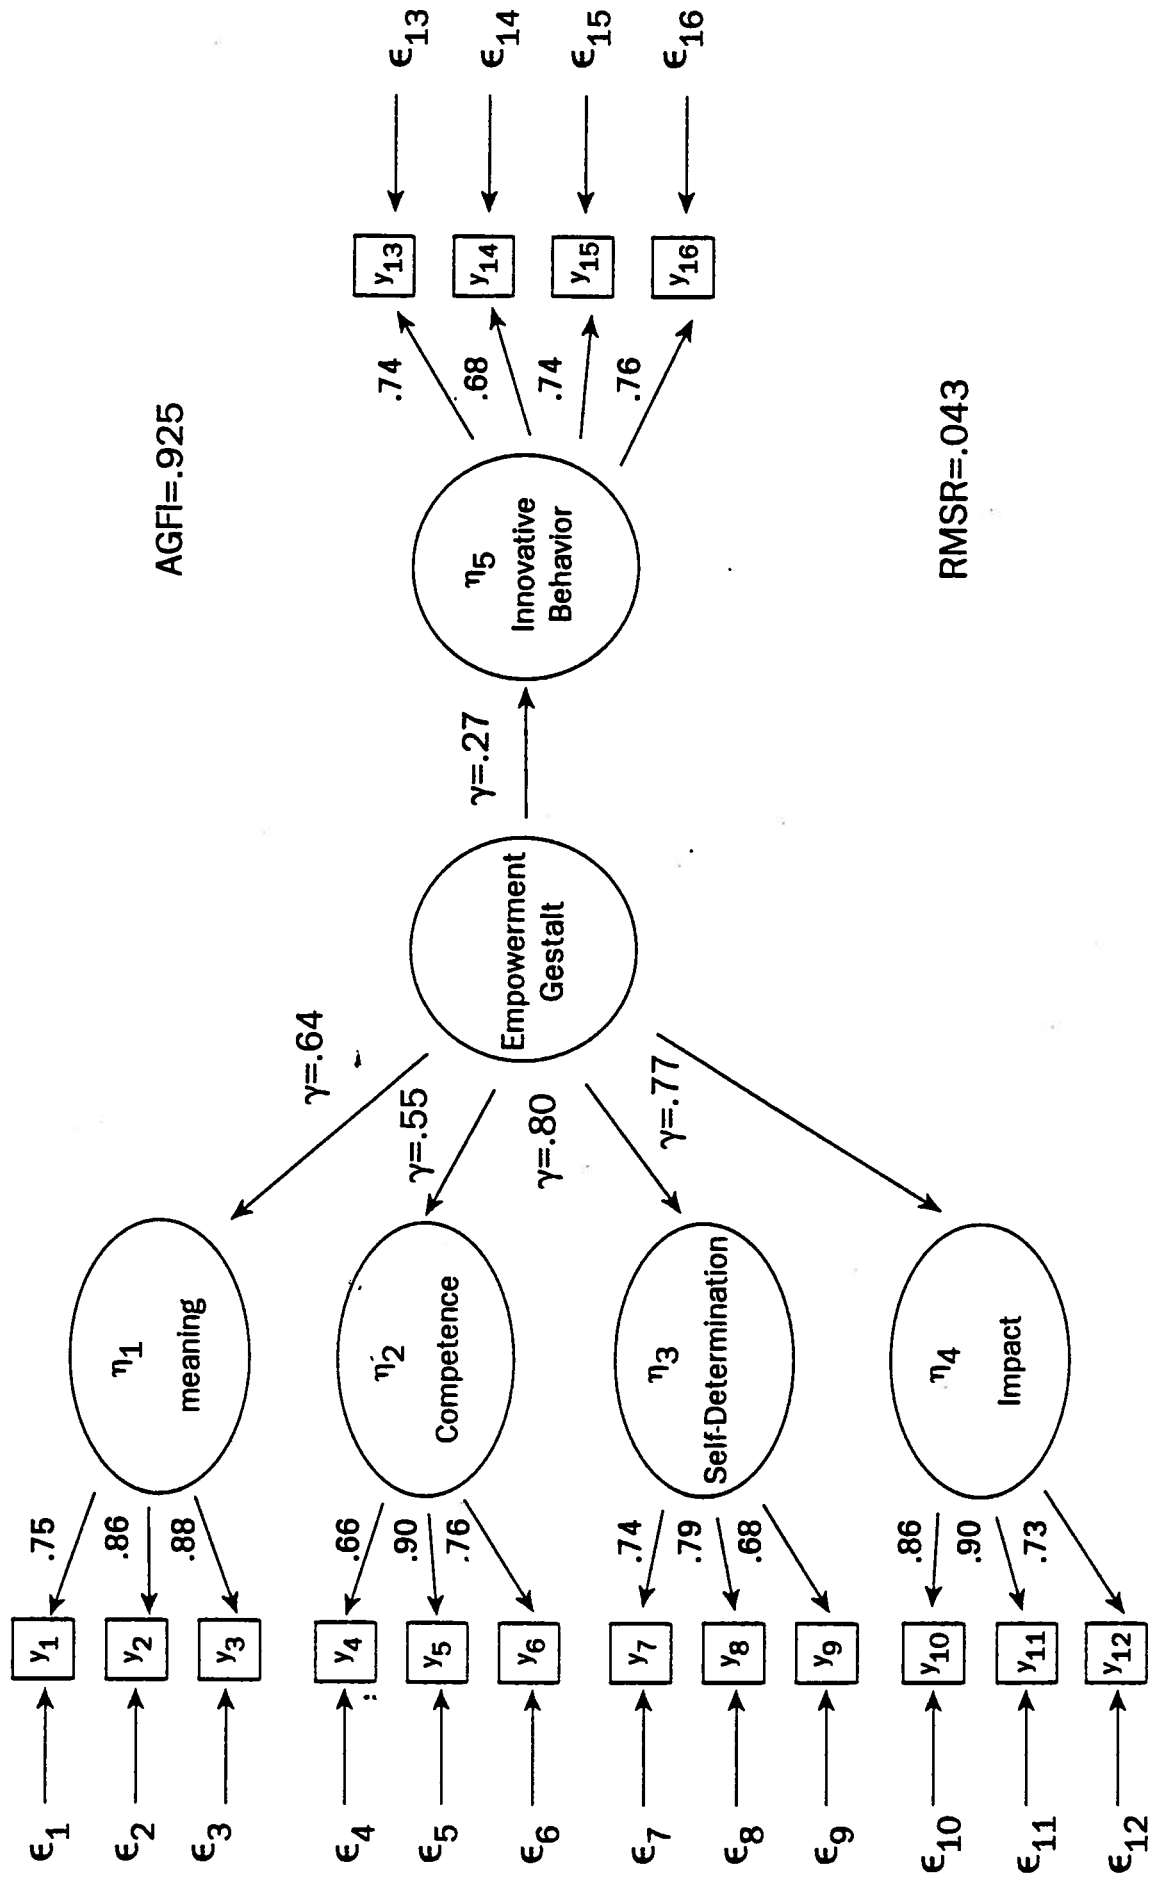 ϵ1
ϵ2
ϵ3
ϵ4
ϵ5
ϵ6
ϵ7
ϵ8
ϵ9
ϵ10
ϵ11
ϵ12
y1
y2
y3
y4
y5
y6
y7
y8
y9
y10
y11
y12
.75
.86
.88
.66
.90
.76
.74
.79
.68
.86
.90
.73
η1
meaning
η2
Competence
η3
Self-Determination
η4
Impact
γ=.64
γ=.55
γ=.80
γ=.77
Empowerment
Gestalt
γ=.27
η5
Innovative
Behavior
AGFI=.925
RMSR=.043
.74
.68
.74
.76
y13
y14
y15
y16
ϵ13
ϵ14
ϵ15
ϵ16